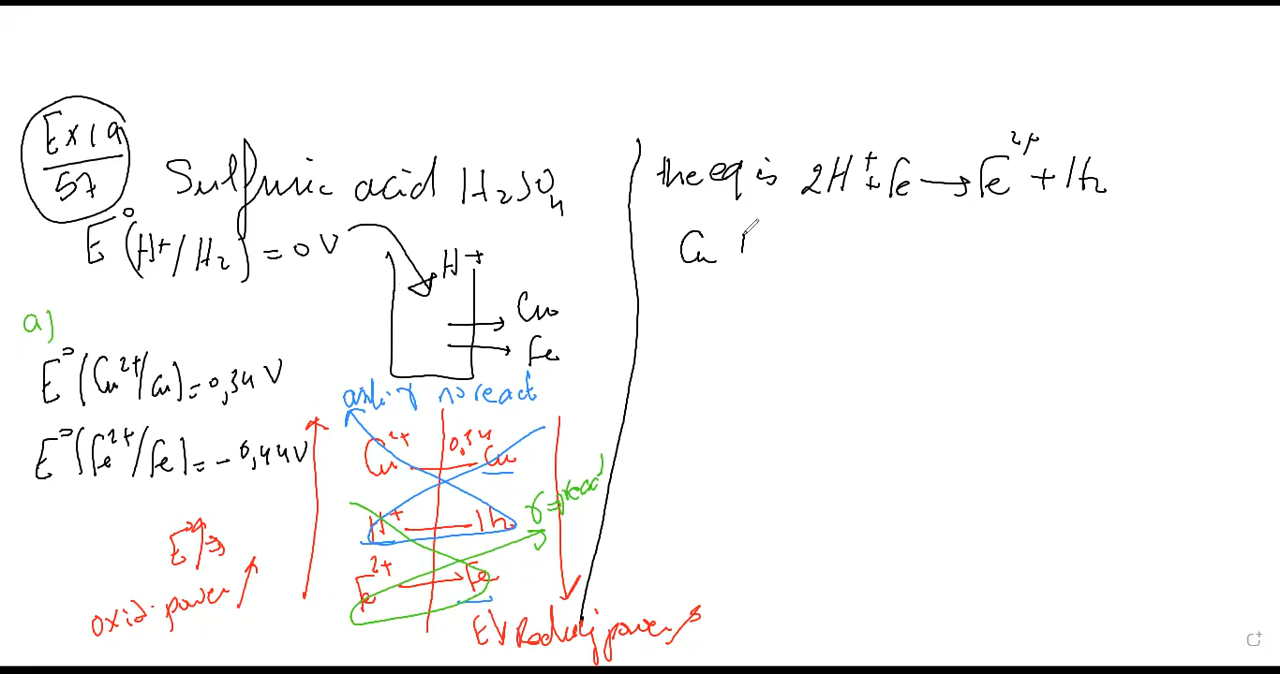 Ex19
57
Sulfuric acid H₂SO₄
E°(H+/H₂) = 0 V
H+
Cu
Fe
a)
E°(Cu²⁺/Cu) = 0,34 V
E°(Fe²⁺/Fe) = -0,44 V
anti γ no react
Cu²⁺ 0,34 Cu
H+ H₂
γ ⇒ react
Fe²⁺ Fe
E°↗ ⇒
oxid. power ↗
E↓ Reducing power ↗
the eq is 2H⁺ + Fe → Fe²⁺ + H₂
Cu